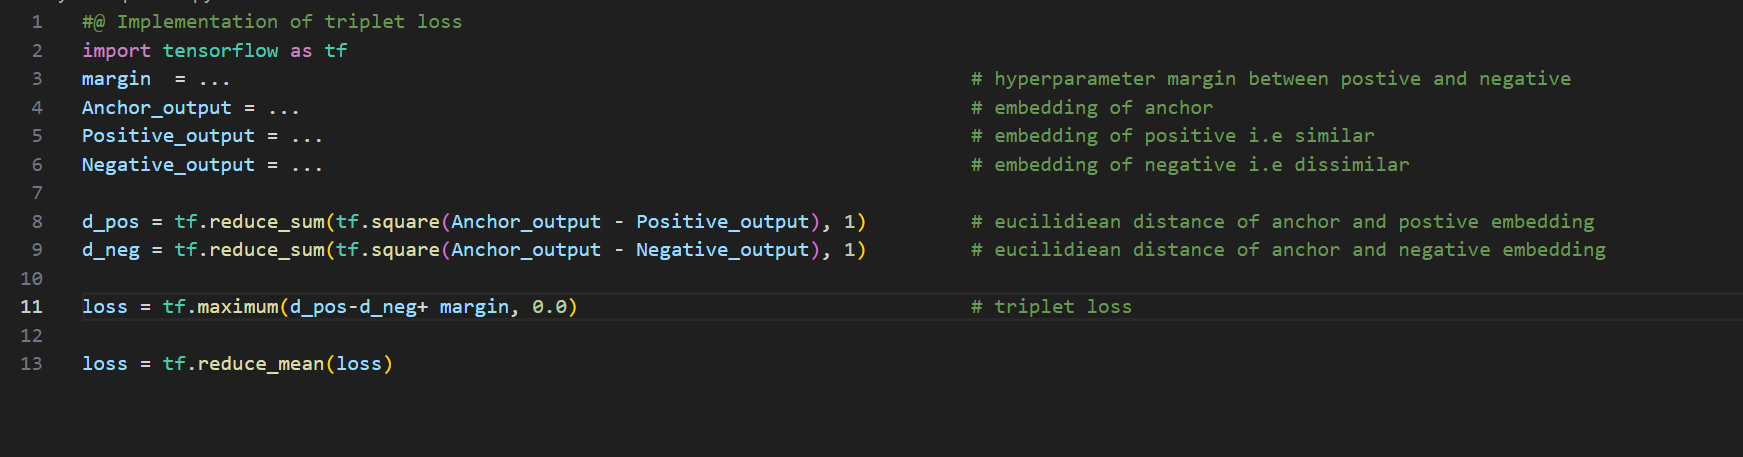 1 #@ Implementation of triplet loss
2 import tensorflow as tf
3 margin  = ... # hyperparameter margin between postive and negative
4 Anchor_output = ... # embedding of anchor
5 Positive_output = ... # embedding of positive i.e similar
6 Negative_output = ... # embedding of negative i.e dissimilar
7
8 d_pos = tf.reduce_sum(tf.square(Anchor_output - Positive_output), 1) # eucilidiean distance of anchor and postive embedding
9 d_neg = tf.reduce_sum(tf.square(Anchor_output - Negative_output), 1) # eucilidiean distance of anchor and negative embedding
10
11 loss = tf.maximum(d_pos-d_neg+ margin, 0.0) # triplet loss
12
13 loss = tf.reduce_mean(loss)